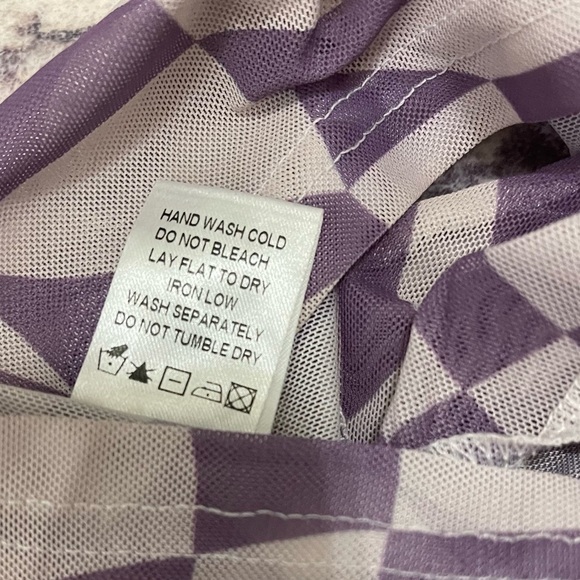 HAND WASH COLD
DO NOT BLEACH
LAY FLAT TO DRY
IRON LOW
WASH SEPARATELY
DO NOT TUMBLE DRY